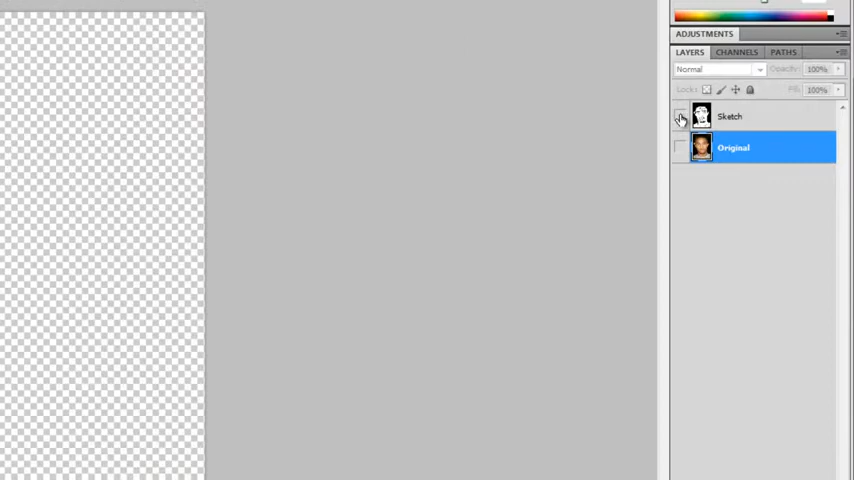 ADJUSTMENTS
LAYERS CHANNELS PATHS
Normal Opacity: 100%
Lock: Fill: 100%
Sketch
Original